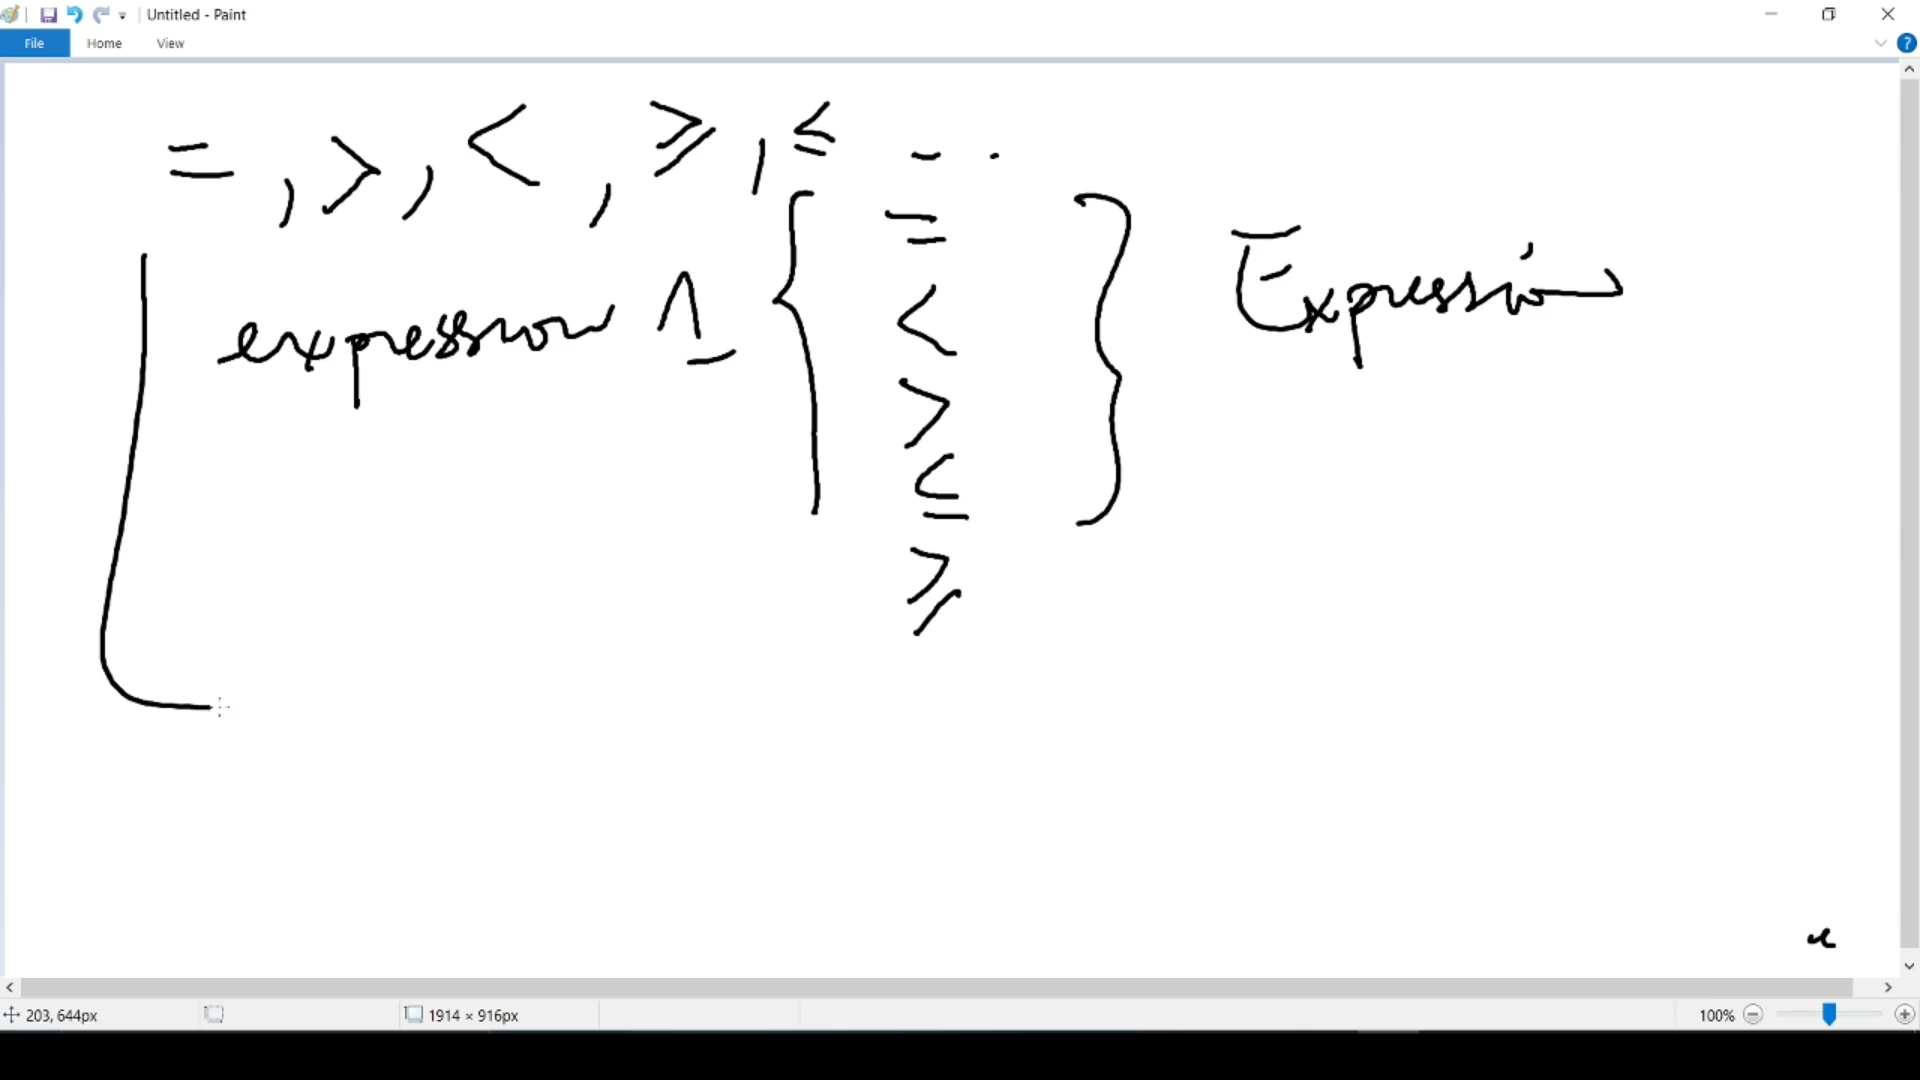 Untitled - Paint
File Home View
=, >, <, ≥, ≤ - .
expression 1 { = } Expression
<
>
≤
≥
x
203, 644px 1914 × 916px 100%